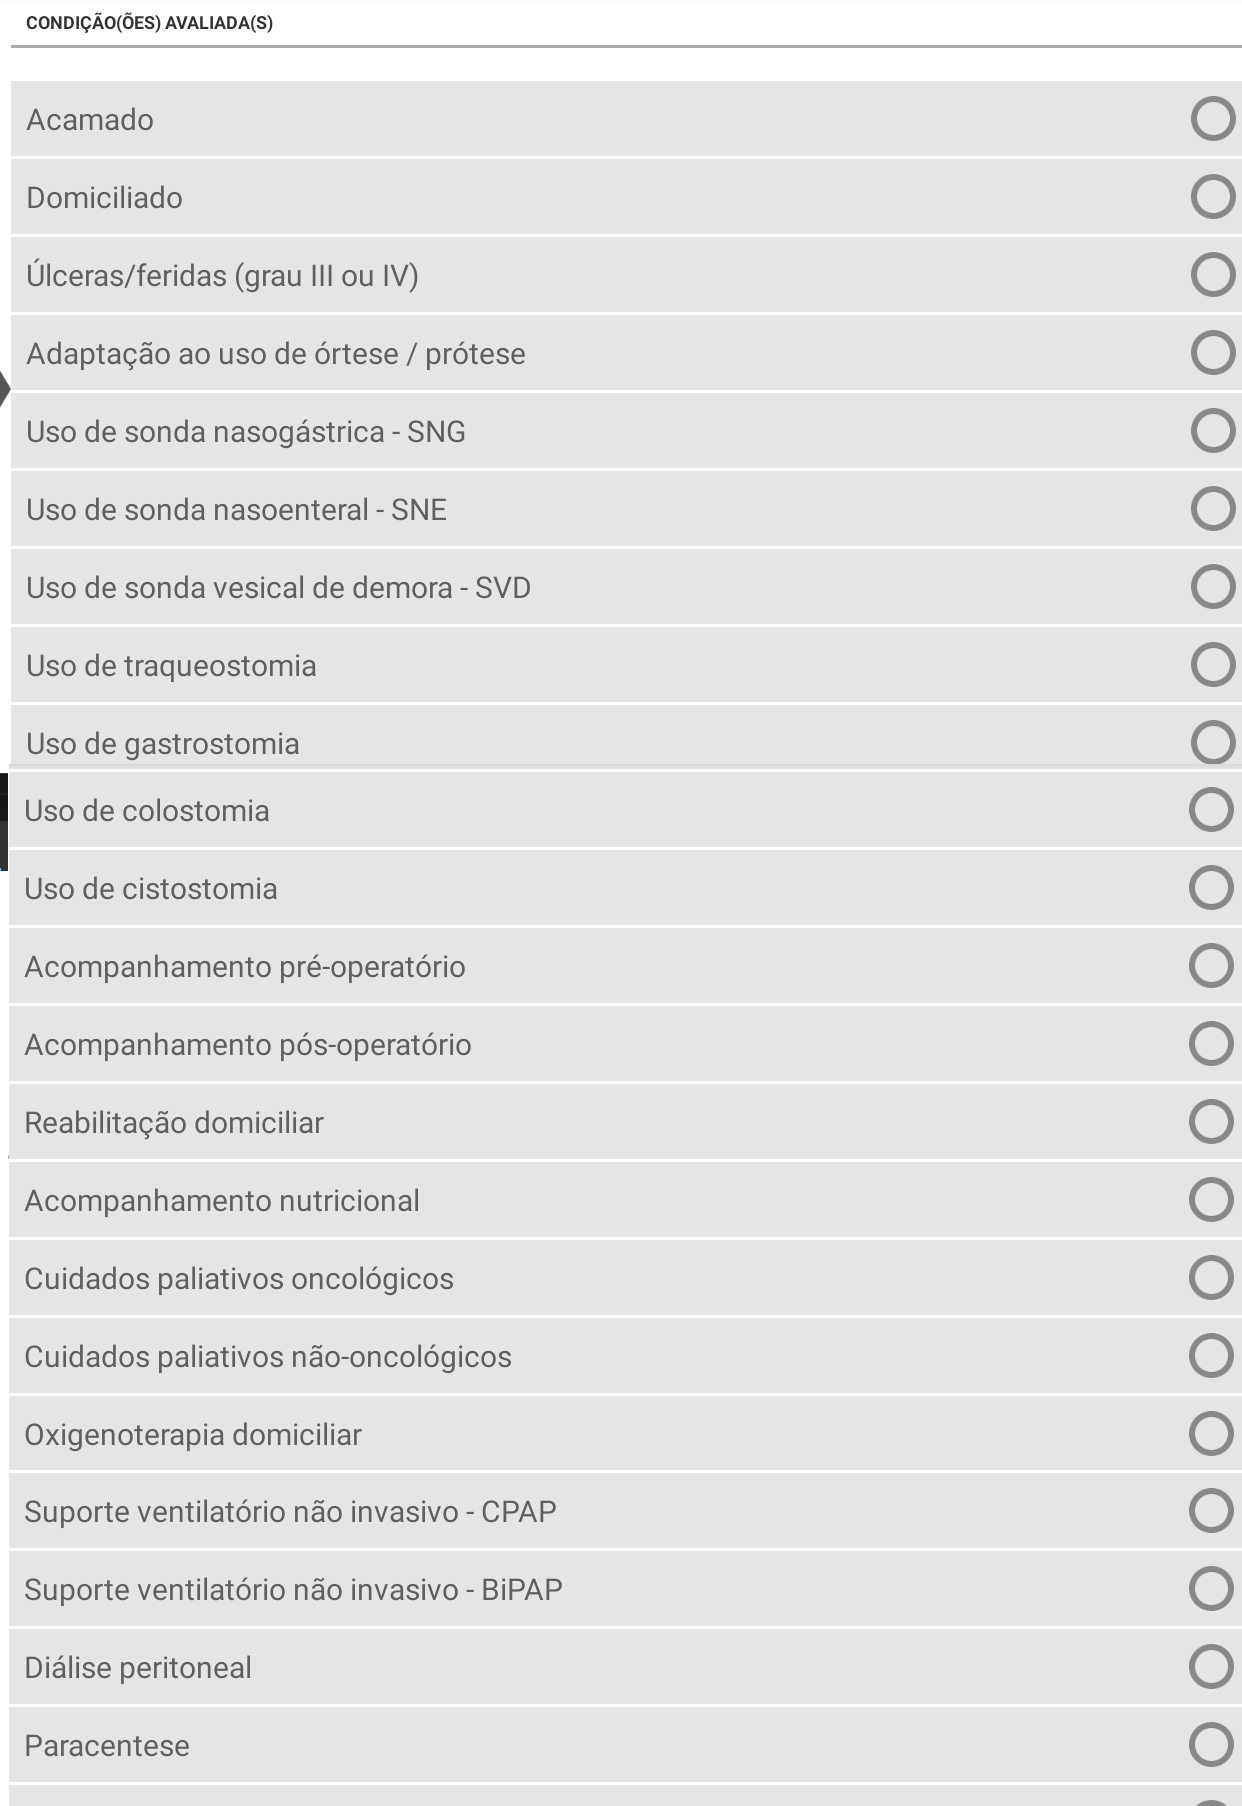 CONDIÇÃO(ÕES) AVALIADA(S)
Acamado
Domiciliado
Úlceras/feridas (grau III ou IV)
Adaptação ao uso de órtese / prótese
Uso de sonda nasogástrica - SNG
Uso de sonda nasoenteral - SNE
Uso de sonda vesical de demora - SVD
Uso de traqueostomia
Uso de gastrostomia
Uso de colostomia
Uso de cistostomia
Acompanhamento pré-operatório
Acompanhamento pós-operatório
Reabilitação domiciliar
Acompanhamento nutricional
Cuidados paliativos oncológicos
Cuidados paliativos não-oncológicos
Oxigenoterapia domiciliar
Suporte ventilatório não invasivo - CPAP
Suporte ventilatório não invasivo - BiPAP
Diálise peritoneal
Paracentese